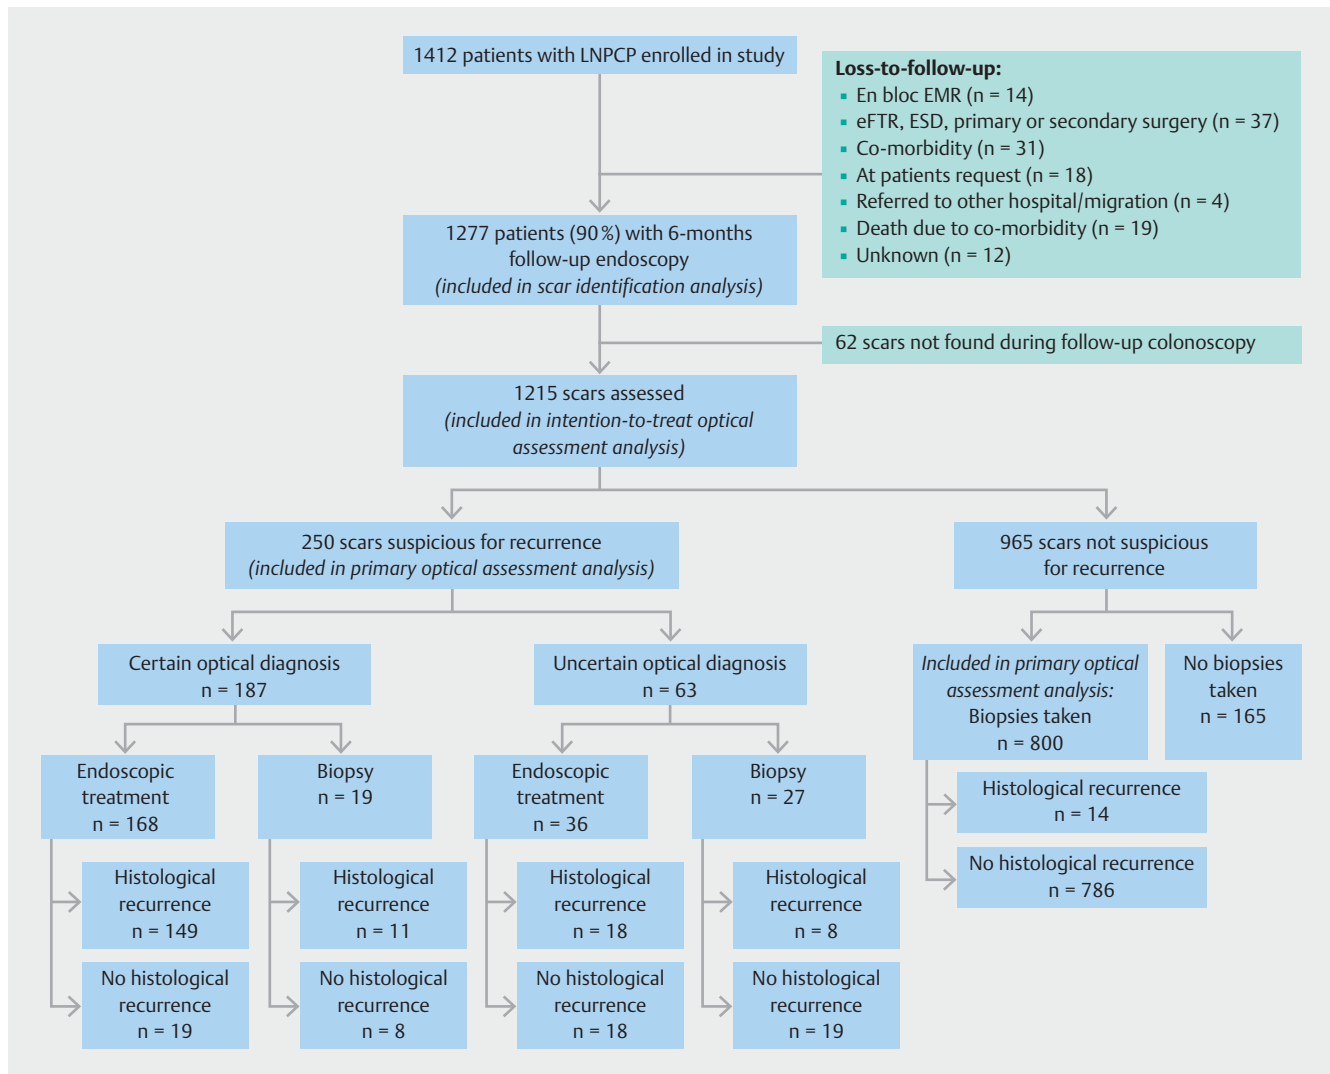 1412 patients with LNPCP enrolled in study
Loss-to-follow-up:
▪ En bloc EMR (n = 14)
▪ eFTR, ESD, primary or secondary surgery (n = 37)
▪ Co-morbidity (n = 31)
▪ At patients request (n = 18)
▪ Referred to other hospital/migration (n = 4)
▪ Death due to co-morbidity (n = 19)
▪ Unknown (n = 12)
1277 patients (90 %) with 6-months
follow-up endoscopy
(included in scar identification analysis)
62 scars not found during follow-up colonoscopy
1215 scars assessed
(included in intention-to-treat optical
assessment analysis)
250 scars suspicious for recurrence
(included in primary optical assessment analysis)
965 scars not suspicious
for recurrence
Certain optical diagnosis
n = 187
Uncertain optical diagnosis
n = 63
Included in primary optical
assessment analysis:
Biopsies taken
n = 800
No biopsies
taken
n = 165
Endoscopic
treatment
n = 168
Biopsy
n = 19
Endoscopic
treatment
n = 36
Biopsy
n = 27
Histological recurrence
n = 14
No histological recurrence
n = 786
Histological
recurrence
n = 149
Histological
recurrence
n = 11
Histological
recurrence
n = 18
Histological
recurrence
n = 8
No histological
recurrence
n = 19
No histological
recurrence
n = 8
No histological
recurrence
n = 18
No histological
recurrence
n = 19